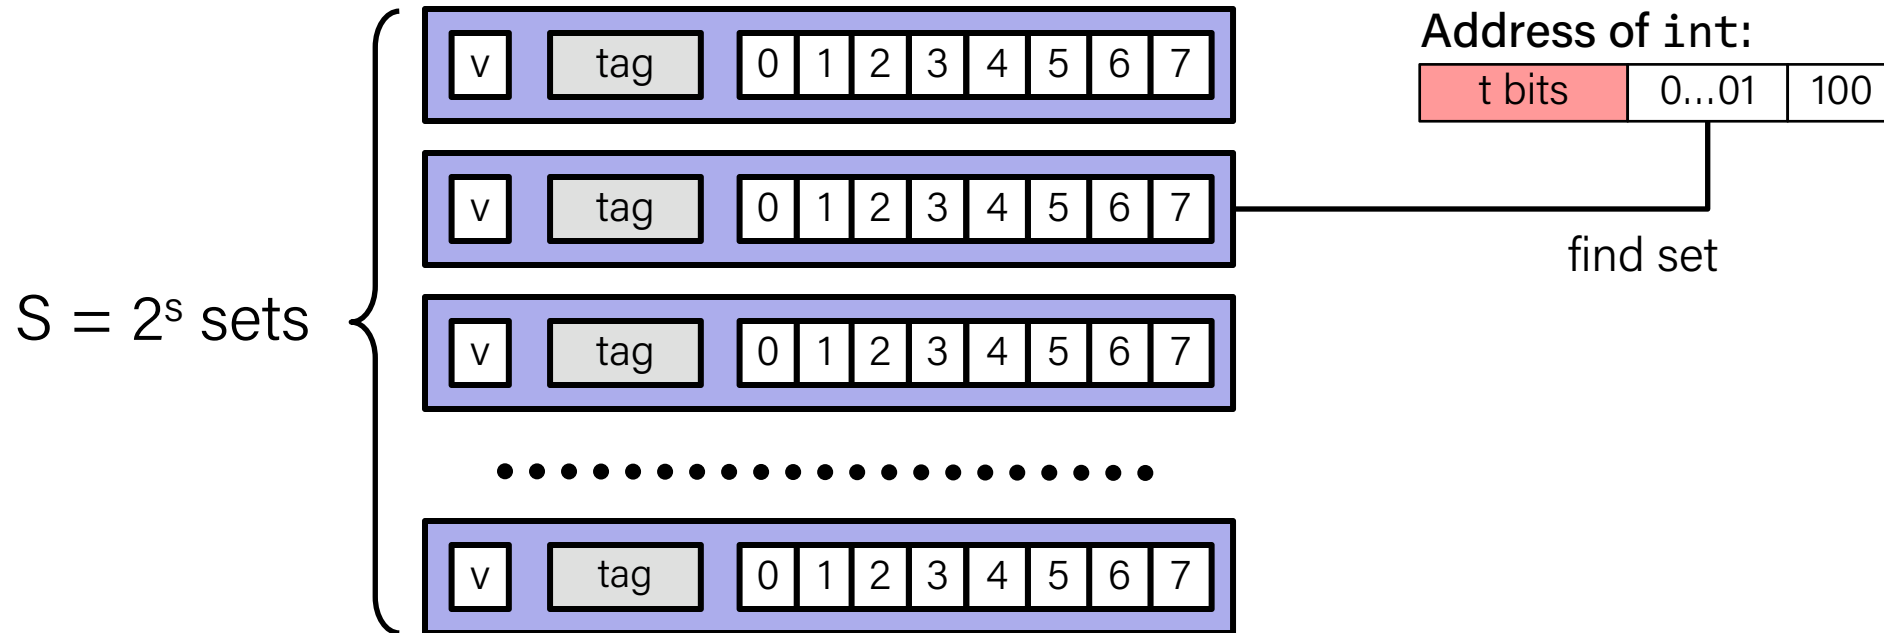 v tag 0 1 2 3 4 5 6 7
Address of int:
t bits 0...01 100
v tag 0 1 2 3 4 5 6 7
find set
S = 2ˢ sets
v tag 0 1 2 3 4 5 6 7
v tag 0 1 2 3 4 5 6 7